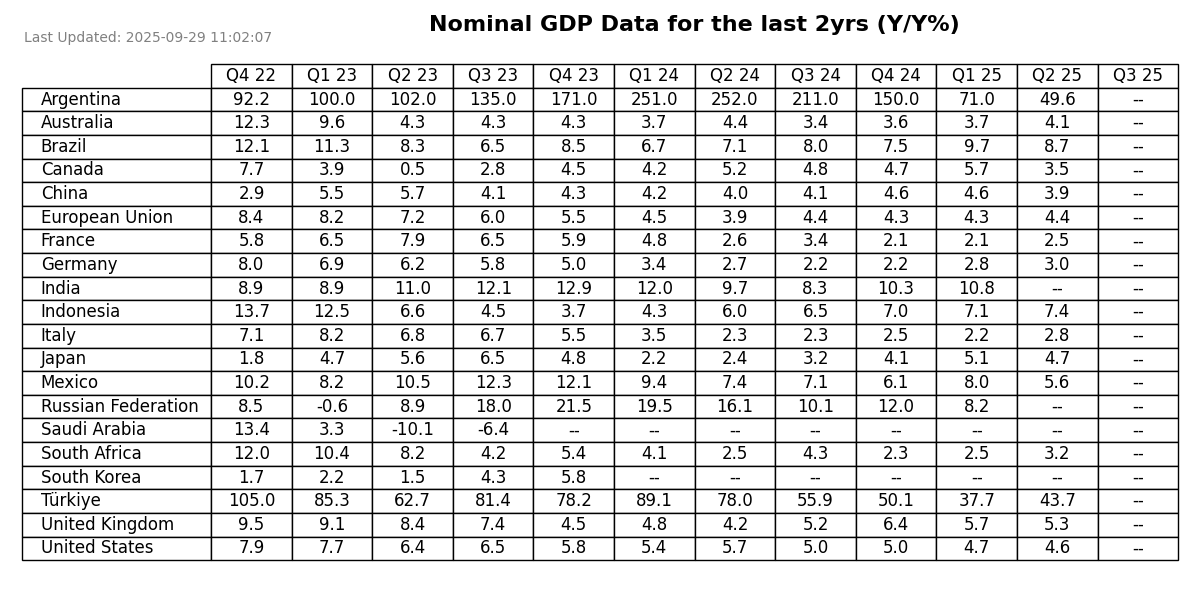 Nominal GDP Data for the last 2yrs (Y/Y%)
Last Updated: 2025-09-29 11:02:07
Q4 22 Q1 23 Q2 23 Q3 23 Q4 23 Q1 24 Q2 24 Q3 24 Q4 24 Q1 25 Q2 25 Q3 25
Argentina 92.2 100.0 102.0 135.0 171.0 251.0 252.0 211.0 150.0 71.0 49.6 --
Australia 12.3 9.6 4.3 4.3 4.3 3.7 4.4 3.4 3.6 3.7 4.1 --
Brazil 12.1 11.3 8.3 6.5 8.5 6.7 7.1 8.0 7.5 9.7 8.7 --
Canada 7.7 3.9 0.5 2.8 4.5 4.2 5.2 4.8 4.7 5.7 3.5 --
China 2.9 5.5 5.7 4.1 4.3 4.2 4.0 4.1 4.6 4.6 3.9 --
European Union 8.4 8.2 7.2 6.0 5.5 4.5 3.9 4.4 4.3 4.3 4.4 --
France 5.8 6.5 7.9 6.5 5.9 4.8 2.6 3.4 2.1 2.1 2.5 --
Germany 8.0 6.9 6.2 5.8 5.0 3.4 2.7 2.2 2.2 2.8 3.0 --
India 8.9 8.9 11.0 12.1 12.9 12.0 9.7 8.3 10.3 10.8 -- --
Indonesia 13.7 12.5 6.6 4.5 3.7 4.3 6.0 6.5 7.0 7.1 7.4 --
Italy 7.1 8.2 6.8 6.7 5.5 3.5 2.3 2.3 2.5 2.2 2.8 --
Japan 1.8 4.7 5.6 6.5 4.8 2.2 2.4 3.2 4.1 5.1 4.7 --
Mexico 10.2 8.2 10.5 12.3 12.1 9.4 7.4 7.1 6.1 8.0 5.6 --
Russian Federation 8.5 -0.6 8.9 18.0 21.5 19.5 16.1 10.1 12.0 8.2 -- --
Saudi Arabia 13.4 3.3 -10.1 -6.4 -- -- -- -- -- -- -- --
South Africa 12.0 10.4 8.2 4.2 5.4 4.1 2.5 4.3 2.3 2.5 3.2 --
South Korea 1.7 2.2 1.5 4.3 5.8 -- -- -- -- -- -- --
Türkiye 105.0 85.3 62.7 81.4 78.2 89.1 78.0 55.9 50.1 37.7 43.7 --
United Kingdom 9.5 9.1 8.4 7.4 4.5 4.8 4.2 5.2 6.4 5.7 5.3 --
United States 7.9 7.7 6.4 6.5 5.8 5.4 5.7 5.0 5.0 4.7 4.6 --